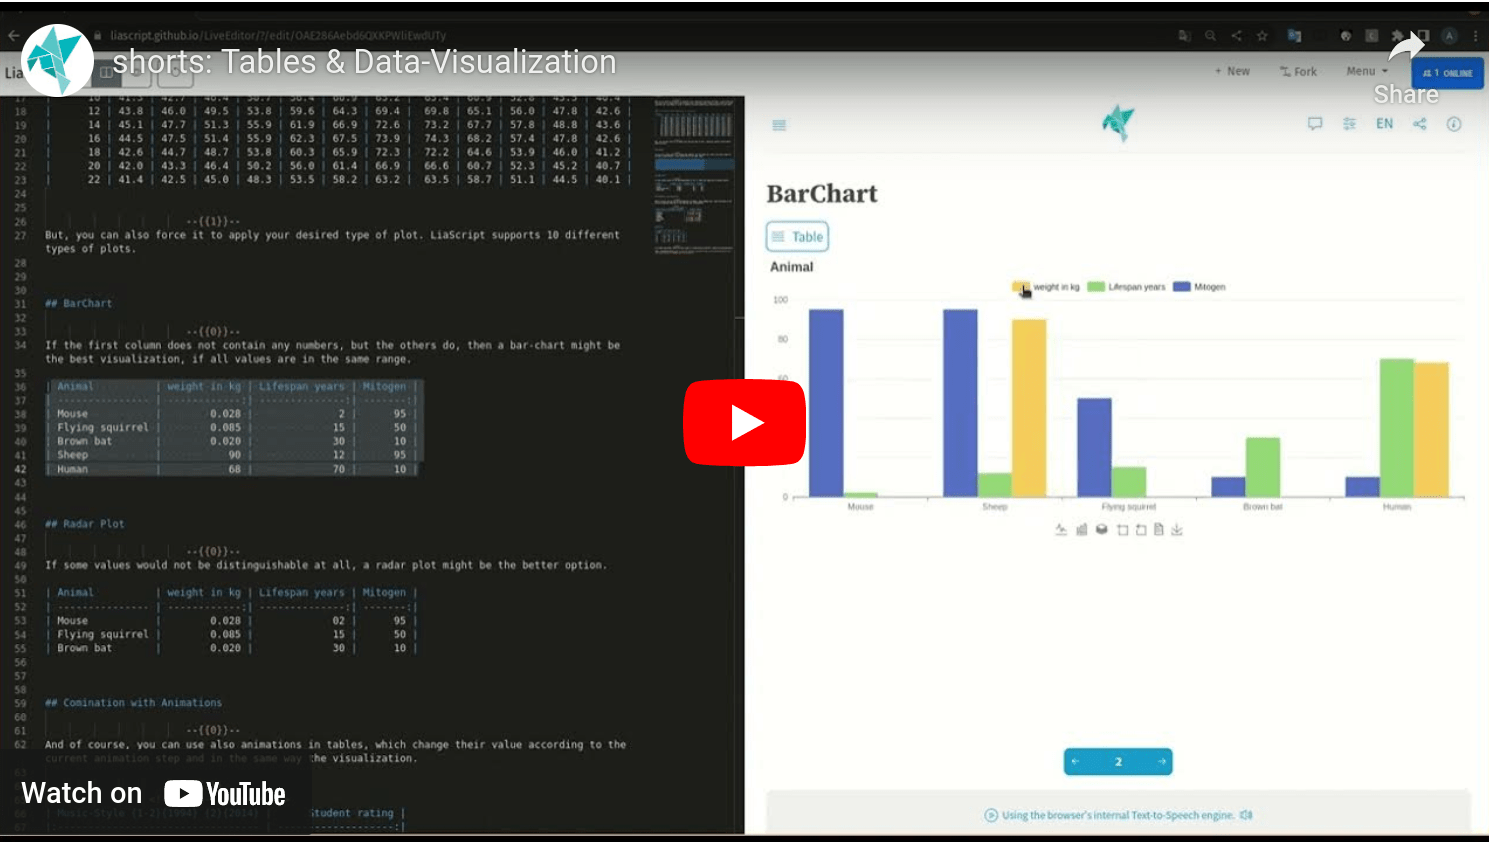 liascript.github.io/LiveEditor/?/edit/
shorts: Tables & Data-Visualization
Lia
+ New
Fork
Menu
1 ONLINE
Share
17
18 | 12 | 43.8 | 46.0 | 49.5 | 53.8 | 59.6 | 64.3 | 69.4 | 69.8 | 65.1 | 56.0 | 47.8 | 42.6 |
19 | 14 | 45.1 | 47.7 | 51.3 | 55.9 | 61.9 | 66.9 | 72.6 | 73.2 | 67.7 | 57.8 | 48.8 | 43.6 |
20 | 16 | 44.5 | 47.5 | 51.4 | 55.9 | 62.3 | 67.5 | 73.9 | 74.3 | 68.2 | 57.4 | 47.8 | 42.6 |
21 | 18 | 42.6 | 44.7 | 48.7 | 53.8 | 60.3 | 65.9 | 72.3 | 72.2 | 64.6 | 53.9 | 46.0 | 41.2 |
22 | 20 | 42.0 | 43.3 | 46.4 | 50.2 | 56.0 | 61.4 | 66.9 | 66.6 | 60.7 | 52.3 | 45.2 | 40.7 |
23 | 22 | 41.4 | 42.5 | 45.0 | 48.3 | 53.5 | 58.2 | 63.2 | 63.5 | 58.7 | 51.1 | 44.5 | 40.1 |
24
25
26 --{{1}}--
27 But, you can also force it to apply your desired type of plot. LiaScript supports 10 different
types of plots.
28
29
30
31 ## BarChart
32
33 --{{0}}--
34 If the first column does not contain any numbers, but the others do, then a bar-chart might be
the best visualization, if all values are in the same range.
35
36 | Animal | weight in kg | Lifespan years | Mitogen |
37 | --------------- | ------------:| --------------:| -------:|
38 | Mouse | 0.028 | 2 | 95 |
39 | Flying squirrel | 0.085 | 15 | 50 |
40 | Brown bat | 0.020 | 30 | 10 |
41 | Sheep | 90 | 12 | 95 |
42 | Human | 68 | 70 | 10 |
43
44
45
46 ## Radar Plot
47
48 --{{0}}--
49 If some values would not be distinguishable at all, a radar plot might be the better option.
50
51 | Animal | weight in kg | Lifespan years | Mitogen |
52 | --------------- | ------------:| --------------:| -------:|
53 | Mouse | 0.028 | 02 | 95 |
54 | Flying squirrel | 0.085 | 15 | 50 |
55 | Brown bat | 0.020 | 30 | 10 |
56
57
58
59 ## Comination with Animations
60
61 --{{0}}--
62 And of course, you can use also animations in tables, which change their value according to the
current animation step and in the same way the visualization.
Student rating |
Watch on YouTube
EN
BarChart
Table
Animal
weight in kg Lifespan years Mitogen
100
80
60
0
Mouse Sheep Flying squirrel Brown bat Human
← 2 →
Using the browser's internal Text-to-Speech engine.